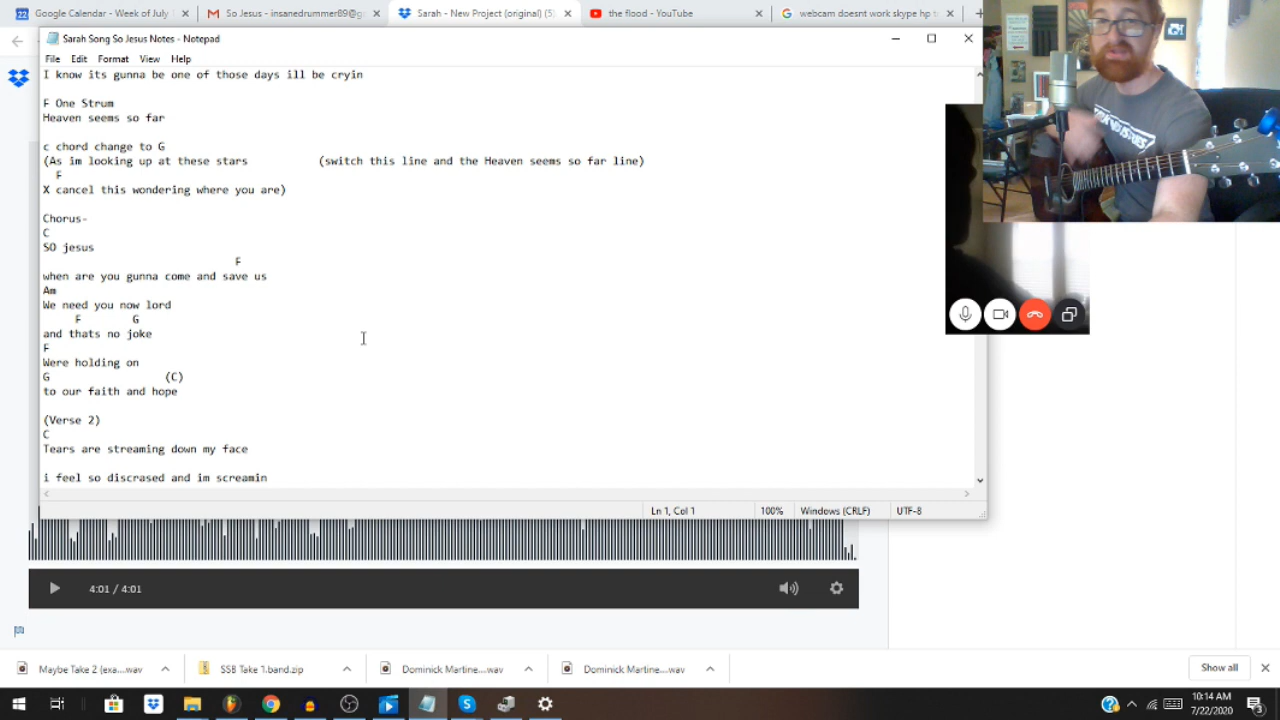 Google Calendar - Week of July
So Jesus - insanedrummer89@g
Sarah - New Project (original) (5)
the flood - YouTube
webcam doesnt work skype hp t
Sarah Song So Jesus Notes - Notepad
File Edit Format View Help
I know its gunna be one of those days ill be cryin
F One Strum
Heaven seems so far
c chord change to G
(As im looking up at these stars (switch this line and the Heaven seems so far line)
F
X cancel this wondering where you are)
Chorus-
C
SO jesus
F
when are you gunna come and save us
Am
We need you now lord
F G
and thats no joke
F
Were holding on
G (C)
to our faith and hope
(Verse 2)
C
Tears are streaming down my face
i feel so discrased and im screamin
Ln 1, Col 1 100% Windows (CRLF) UTF-8
4:01 / 4:01
Maybe Take 2 (exa....wav
SSB Take 1.band.zip
Dominick Martine....wav
Dominick Martine....wav
Show all
10:14 AM
7/22/2020
3